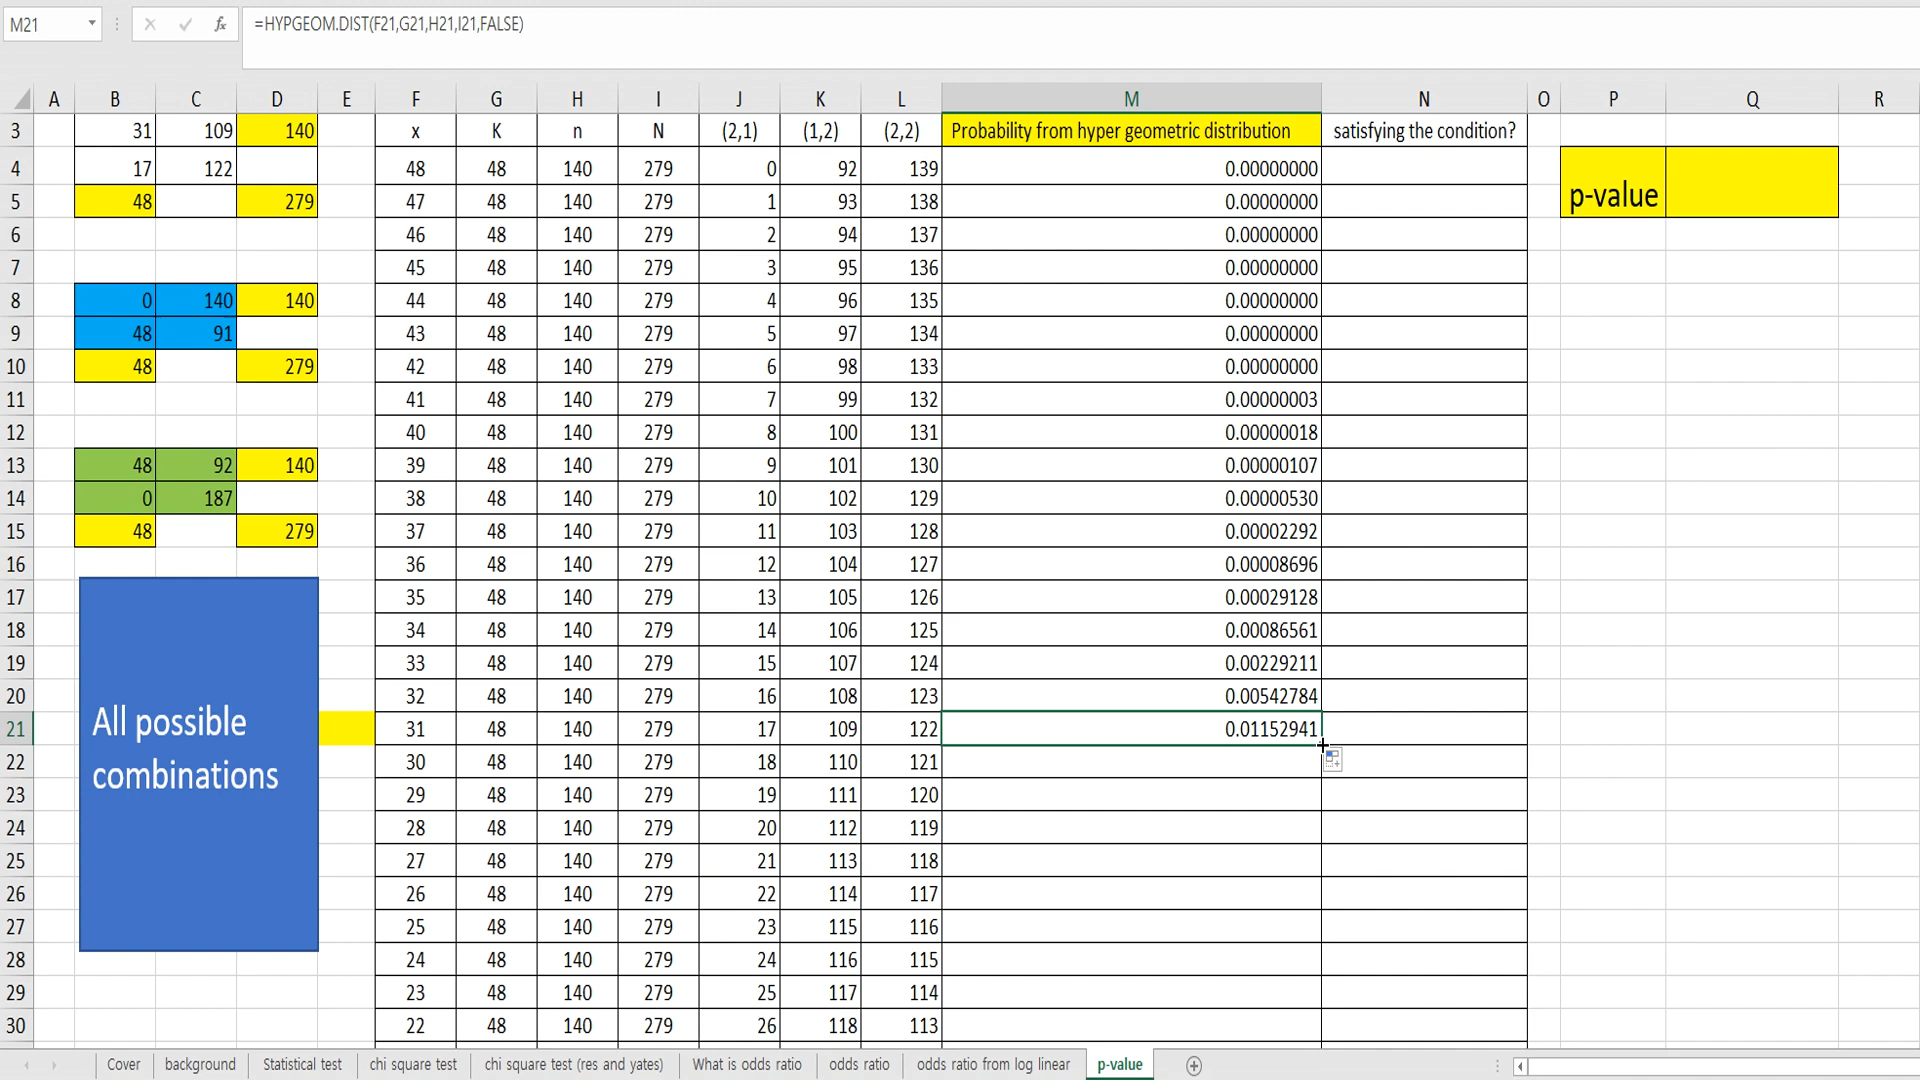 M21 =HYPGEOM.DIST(F21,G21,H21,I21,FALSE)
A B C D E F G H I J K L M N O P Q R
3 31 109 140 x K n N (2,1) (1,2) (2,2) Probability from hyper geometric distribution satisfying the condition?
4 17 122 48 48 140 279 0 92 139 0.00000000
5 48 279 47 48 140 279 1 93 138 0.00000000 p-value
6 46 48 140 279 2 94 137 0.00000000
7 45 48 140 279 3 95 136 0.00000000
8 0 140 140 44 48 140 279 4 96 135 0.00000000
9 48 91 43 48 140 279 5 97 134 0.00000000
10 48 279 42 48 140 279 6 98 133 0.00000000
11 41 48 140 279 7 99 132 0.00000003
12 40 48 140 279 8 100 131 0.00000018
13 48 92 140 39 48 140 279 9 101 130 0.00000107
14 0 187 38 48 140 279 10 102 129 0.00000530
15 48 279 37 48 140 279 11 103 128 0.00002292
16 36 48 140 279 12 104 127 0.00008696
17 35 48 140 279 13 105 126 0.00029128
18 34 48 140 279 14 106 125 0.00086561
19 33 48 140 279 15 107 124 0.00229211
20 32 48 140 279 16 108 123 0.00542784
21 31 48 140 279 17 109 122 0.01152941
22 30 48 140 279 18 110 121
23 29 48 140 279 19 111 120
24 28 48 140 279 20 112 119
25 27 48 140 279 21 113 118
26 26 48 140 279 22 114 117
27 25 48 140 279 23 115 116
28 24 48 140 279 24 116 115
29 23 48 140 279 25 117 114
30 22 48 140 279 26 118 113
All possible
combinations
Cover background Statistical test chi square test chi square test (res and yates) What is odds ratio odds ratio odds ratio from log linear p-value